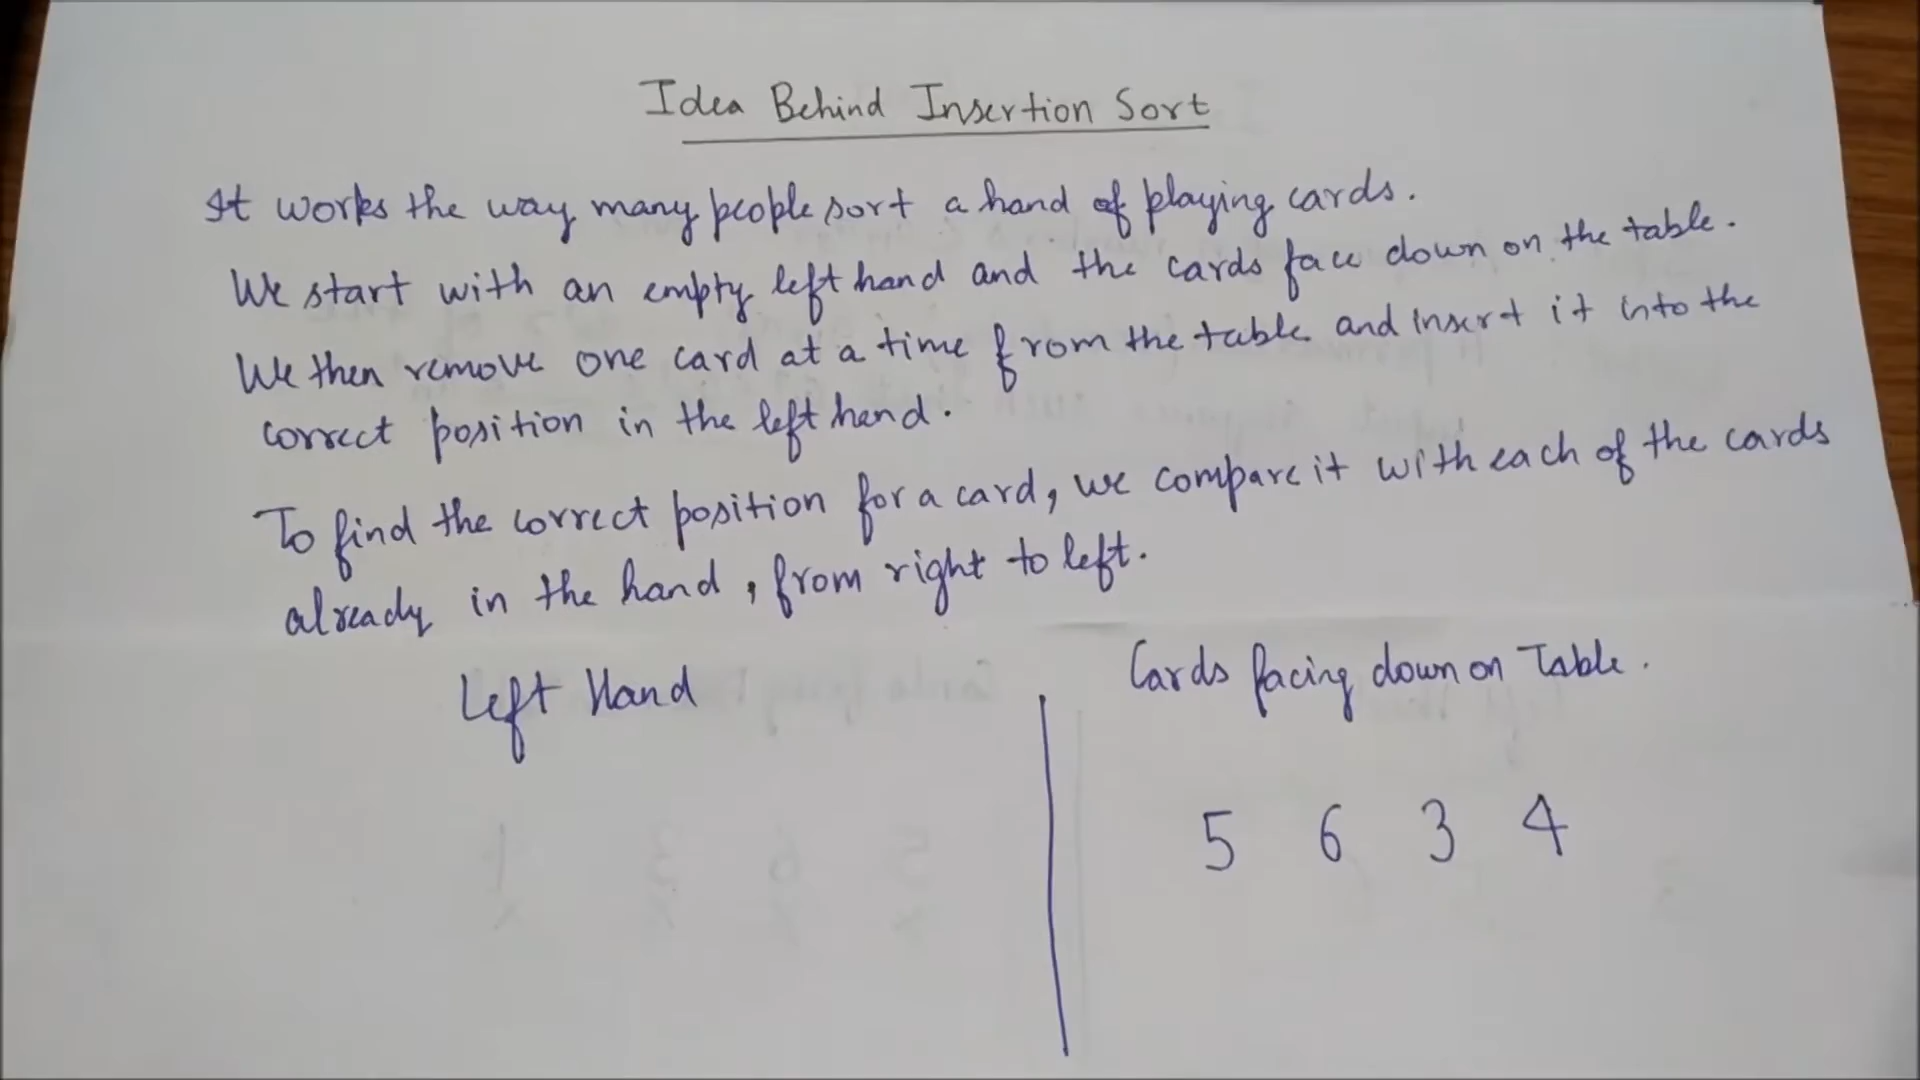 Idea Behind Insertion Sort
It works the way many people sort a hand of playing cards.
We start with an empty left hand and the cards face down on the table.
We then remove one card at a time from the table and insert it into the
correct position in the left hand.
To find the correct position for a card, we compare it with each of the cards
already in the hand, from right to left.
Left Hand
Cards facing down on Table.
5 6 3 4